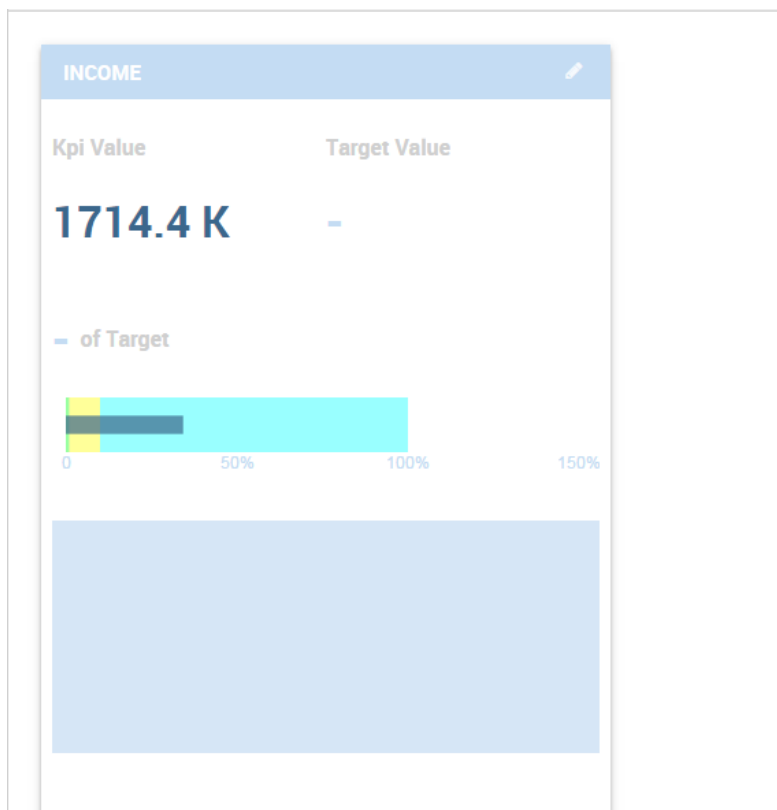 INCOME
Kpi Value Target Value
1714.4 K -
- of Target
0 50% 100% 150%